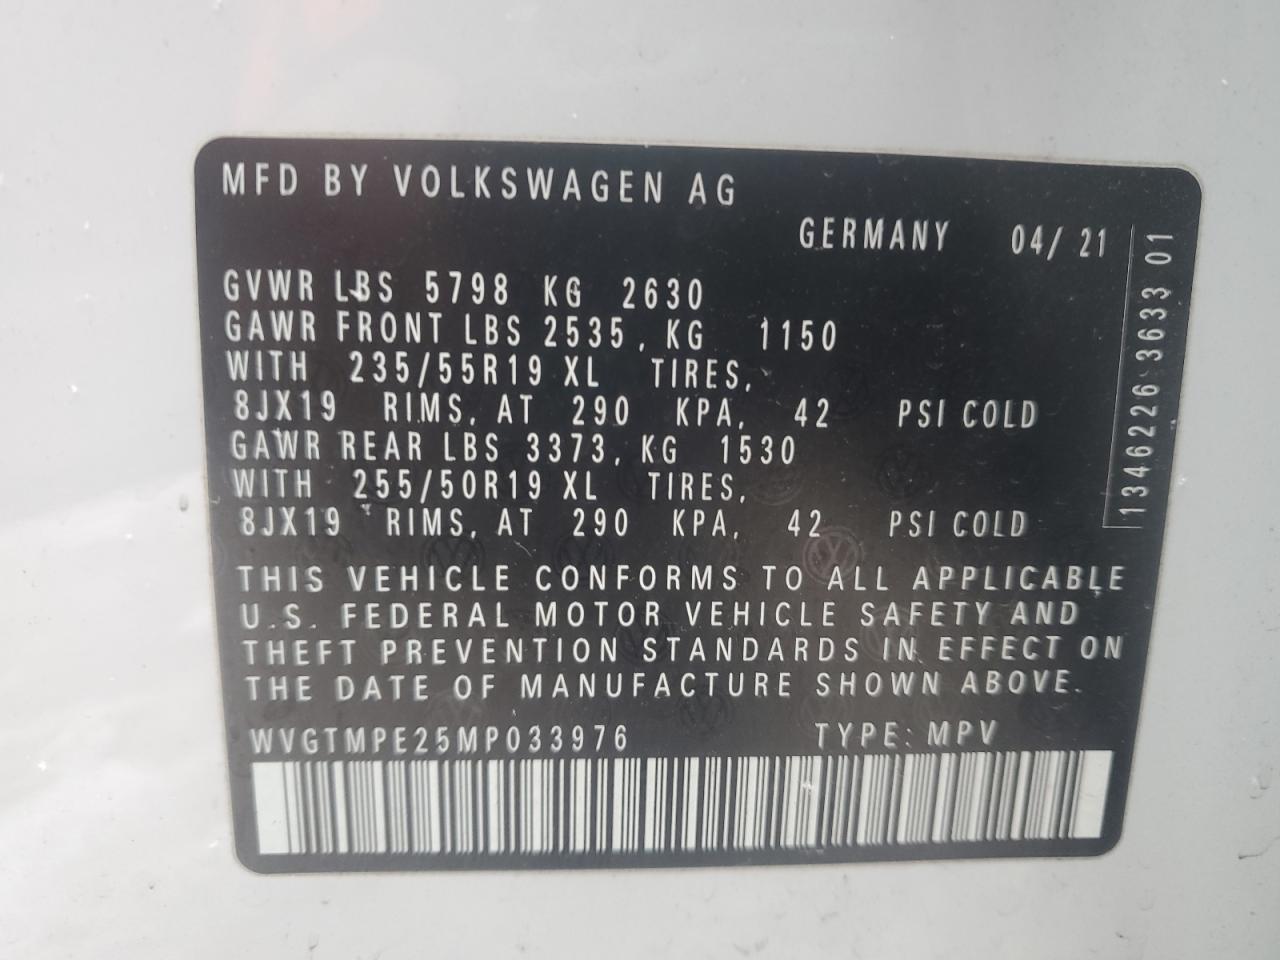 MFD BY VOLKSWAGEN AG
GERMANY 04/ 21
GVWR LBS 5798 KG 2630
GAWR FRONT LBS 2535, KG 1150
WITH 235/55R19 XL TIRES,
8JX19 RIMS, AT 290 KPA, 42 PSI COLD
GAWR REAR LBS 3373, KG 1530
WITH 255/50R19 XL TIRES,
8JX19 RIMS, AT 290 KPA, 42 PSI COLD
THIS VEHICLE CONFORMS TO ALL APPLICABLE
U.S. FEDERAL MOTOR VEHICLE SAFETY AND
THEFT PREVENTION STANDARDS IN EFFECT ON
THE DATE OF MANUFACTURE SHOWN ABOVE.
WVGTMPE25MP033976 TYPE: MPV
1346226 3633 01